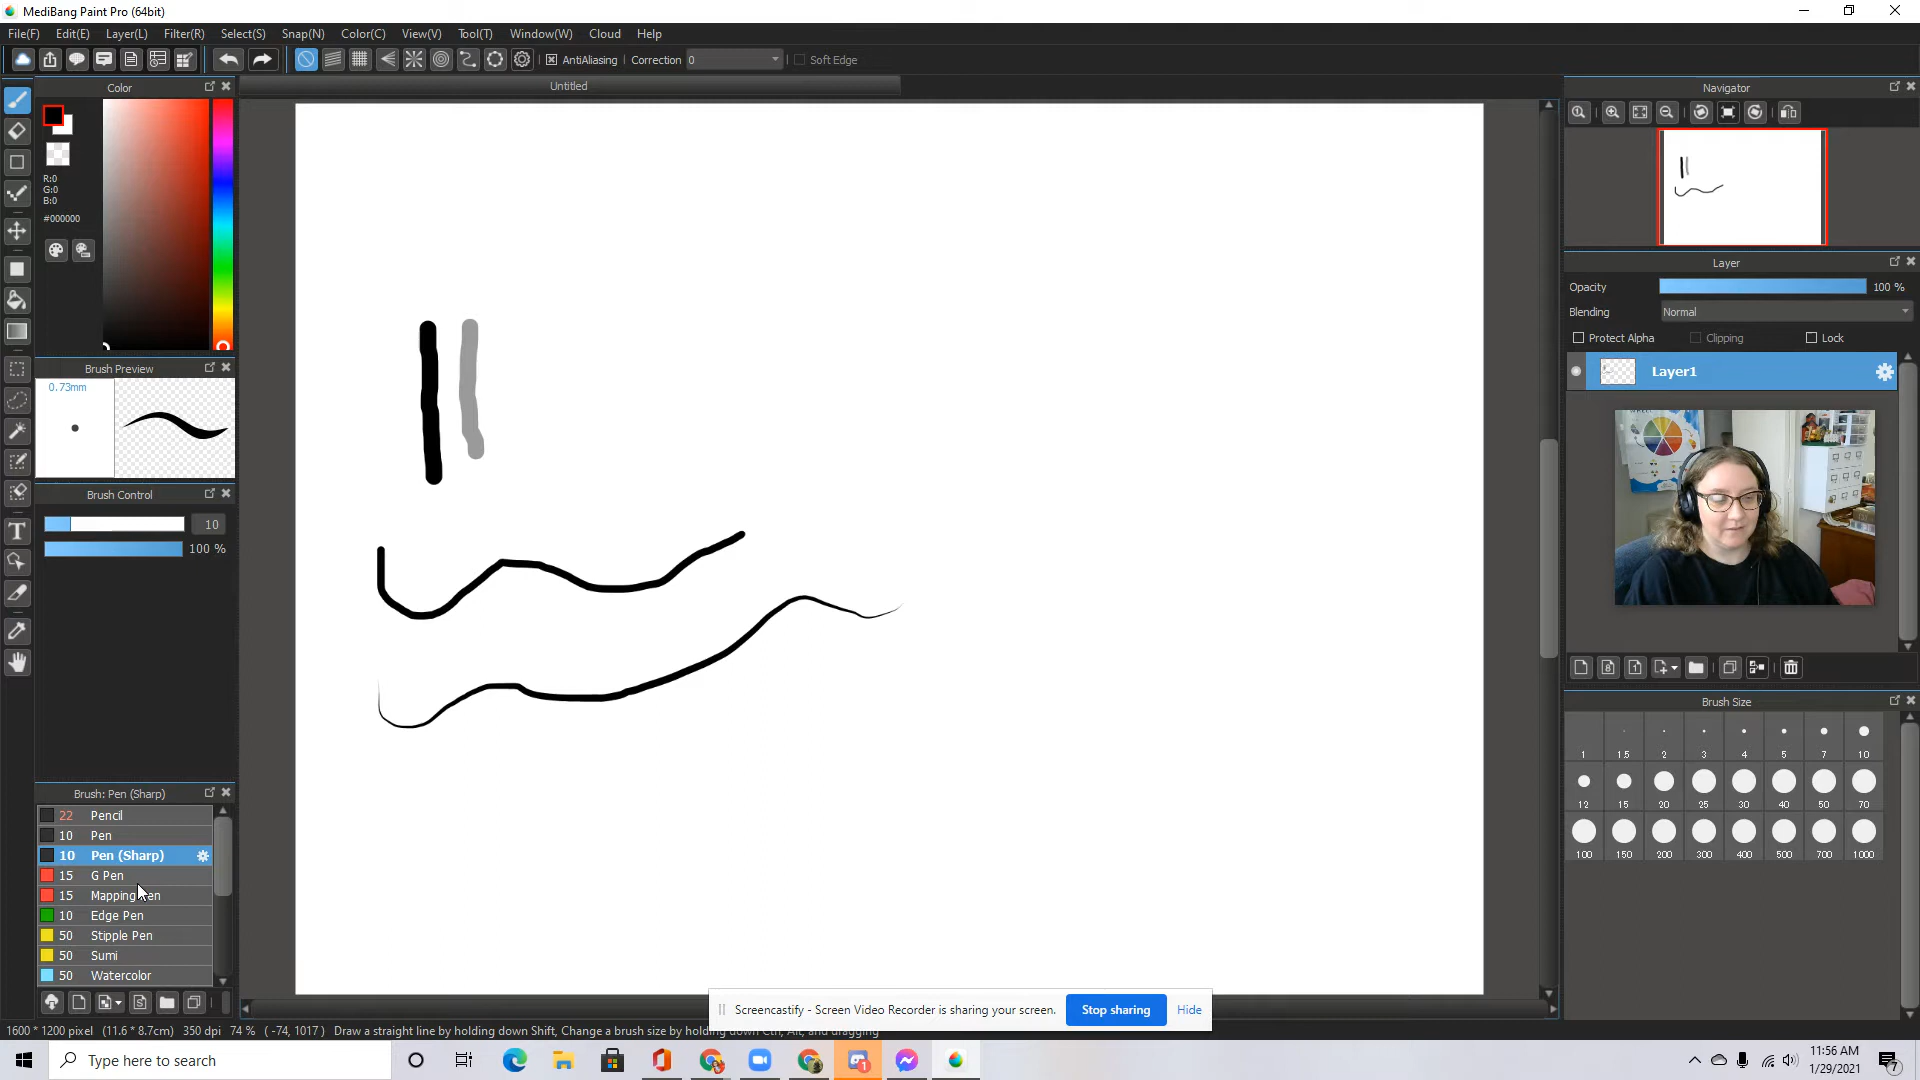 MediBang Paint Pro (64bit)
File(F) Edit(E) Layer(L) Filter(R) Select(S) Snap(N) Color(C) View(V) Tool(T) Window(W) Cloud Help
AntiAliasing Correction 0 Soft Edge
Color
Untitled
Navigator
R:0
G:0
B:0
#000000
Layer
Opacity 100 %
Blending Normal
Protect Alpha Clipping Lock
Layer1
Brush Preview
0.73mm
Brush Control
10
100 %
Brush Size
1 1.5 2 3 4 5 7 10
12 15 20 25 30 40 50 70
100 150 200 300 400 500 700 1000
Brush: Pen (Sharp)
22 Pencil
10 Pen
10 Pen (Sharp)
15 G Pen
15 Mapping Pen
10 Edge Pen
50 Stipple Pen
50 Sumi
50 Watercolor
Screencastify - Screen Video Recorder is sharing your screen. Stop sharing Hide
1600 * 1200 pixel (11.6 * 8.7cm) 350 dpi 74 % ( -74, 1017 ) Draw a straight line by holding down Shift, Change a brush size by holding down Ctrl, Alt, and dragging
Type here to search
11:56 AM
1/29/2021